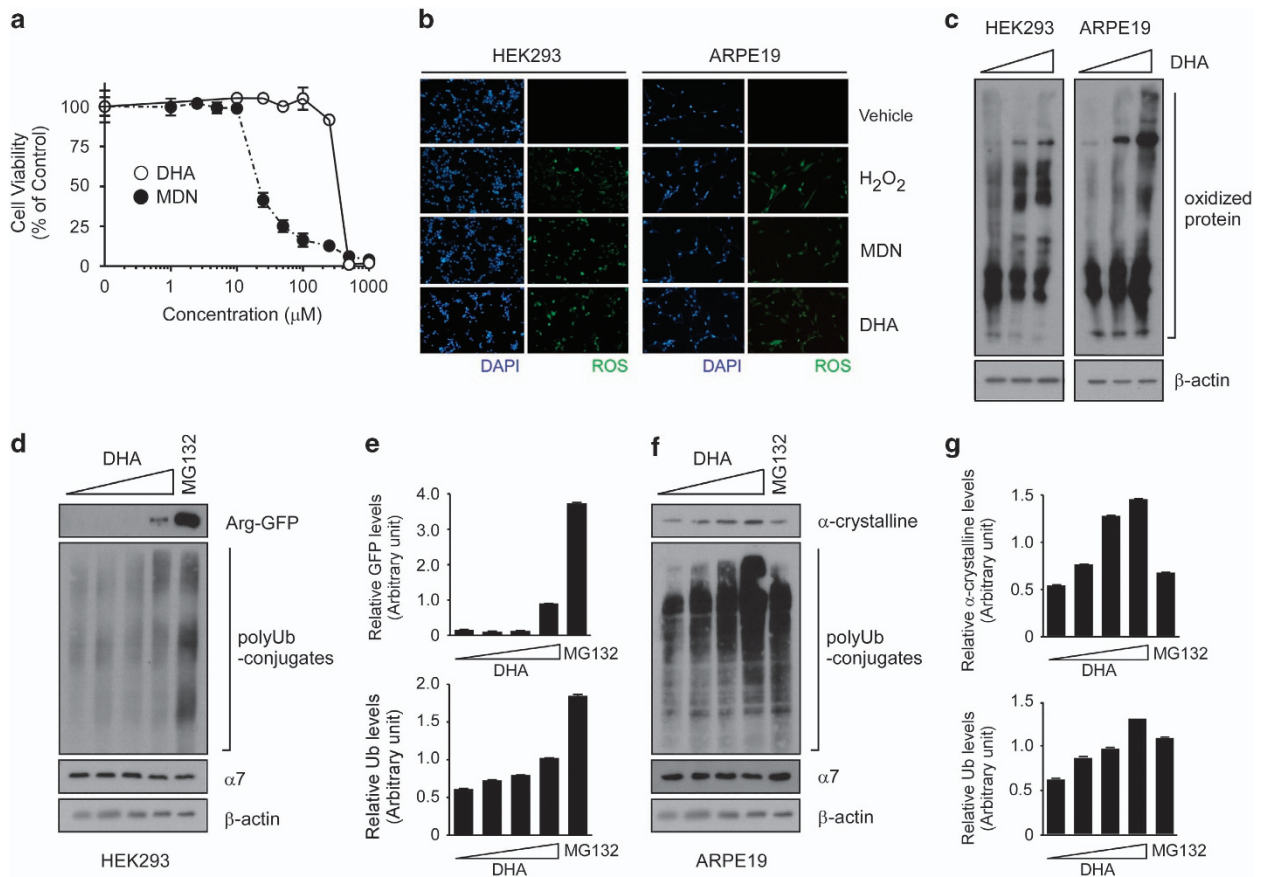 a
Cell Viability
(% of Control)
100
75
50
25
0
DHA
MDN
0
1
10
100
1000
Concentration (μM)
b
HEK293
ARPE19
Vehicle
H2O2
MDN
DHA
DAPI
ROS
DAPI
ROS
c
HEK293
ARPE19
DHA
oxidized
protein
β-actin
d
DHA
MG132
Arg-GFP
polyUb
-conjugates
α7
β-actin
HEK293
e
Relative GFP levels
(Arbitrary unit)
4.0
3.0
2.0
1.0
0
MG132
DHA
Relative Ub levels
(Arbitrary unit)
2.0
1.5
1.0
0.5
0
MG132
DHA
f
DHA
MG132
α-crystalline
polyUb
-conjugates
α7
β-actin
ARPE19
g
Relative α-crystalline levels
(Arbitrary unit)
1.5
1.0
0.5
0
MG132
DHA
Relative Ub levels
(Arbitrary unit)
1.5
1.0
0.5
0
MG132
DHA